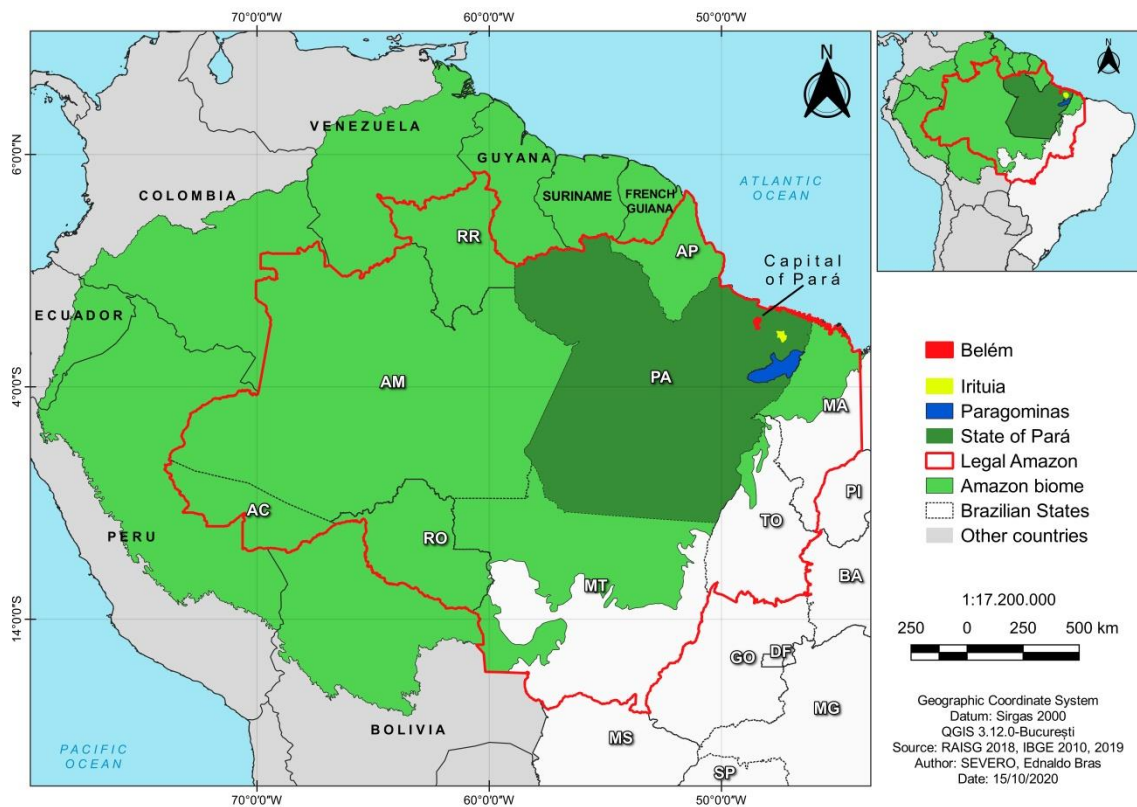 70°0'0"W
60°0'0"W
50°0'0"W
6°0'0"N
4°0'0"S
14°0'0"S
VENEZUELA
GUYANA
COLOMBIA
SURINAME
FRENCH
GUIANA
ATLANTIC
OCEAN
N
RR
AP
Capital
of Pará
ECUADOR
AM
PA
MA
AC
PI
PERU
RO
TO
MT
BA
GO
DF
BOLIVIA
MG
MS
SP
PACIFIC
OCEAN
70°0'0"W
60°0'0"W
50°0'0"W
N
Belém
Irituia
Paragominas
State of Pará
Legal Amazon
Amazon biome
Brazilian States
Other countries
1:17.200.000
250 0 250 500 km
Geographic Coordinate System
Datum: Sirgas 2000
QGIS 3.12.0-București
Source: RAISG 2018, IBGE 2010, 2019
Author: SEVERO, Ednaldo Bras
Date: 15/10/2020